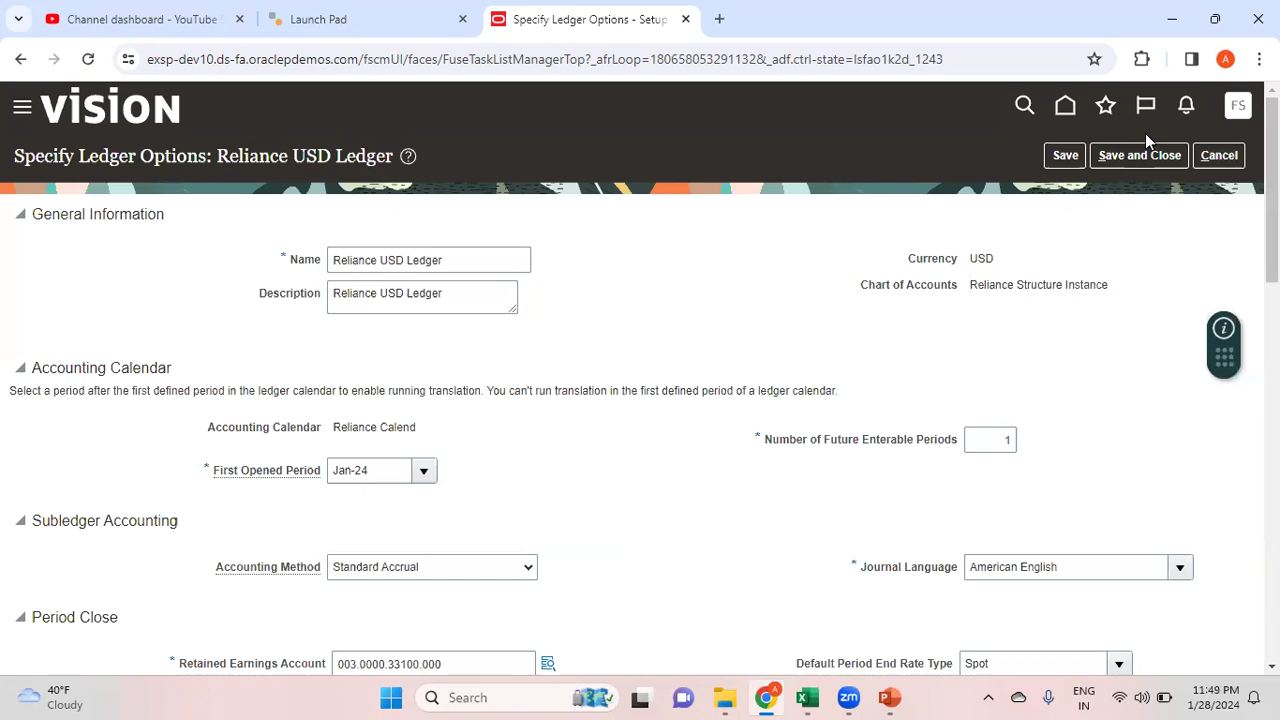 Channel dashboard - YouTube
Launch Pad
Specify Ledger Options - Setup
exsp-dev10.ds-fa.oraclepdemos.com/fscmUI/faces/FuseTaskListManagerTop?_afrLoop=1806580532911132&_adf.ctrl-state=lsfao1k2d_1243
A
vision
FS
Specify Ledger Options: Reliance USD Ledger
Save
Save and Close
Cancel
General Information
* Name
Reliance USD Ledger
Currency
USD
Description
Reliance USD Ledger
Chart of Accounts
Reliance Structure Instance
Accounting Calendar
Select a period after the first defined period in the ledger calendar to enable running translation. You can't run translation in the first defined period of a ledger calendar.
Accounting Calendar
Reliance Calend
* Number of Future Enterable Periods
1
* First Opened Period
Jan-24
Subledger Accounting
Accounting Method
Standard Accrual
* Journal Language
American English
Period Close
* Retained Earnings Account
003.0000.33100.000
Default Period End Rate Type
Spot
40°F
Cloudy
Search
ENG
IN
11:49 PM
1/28/2024